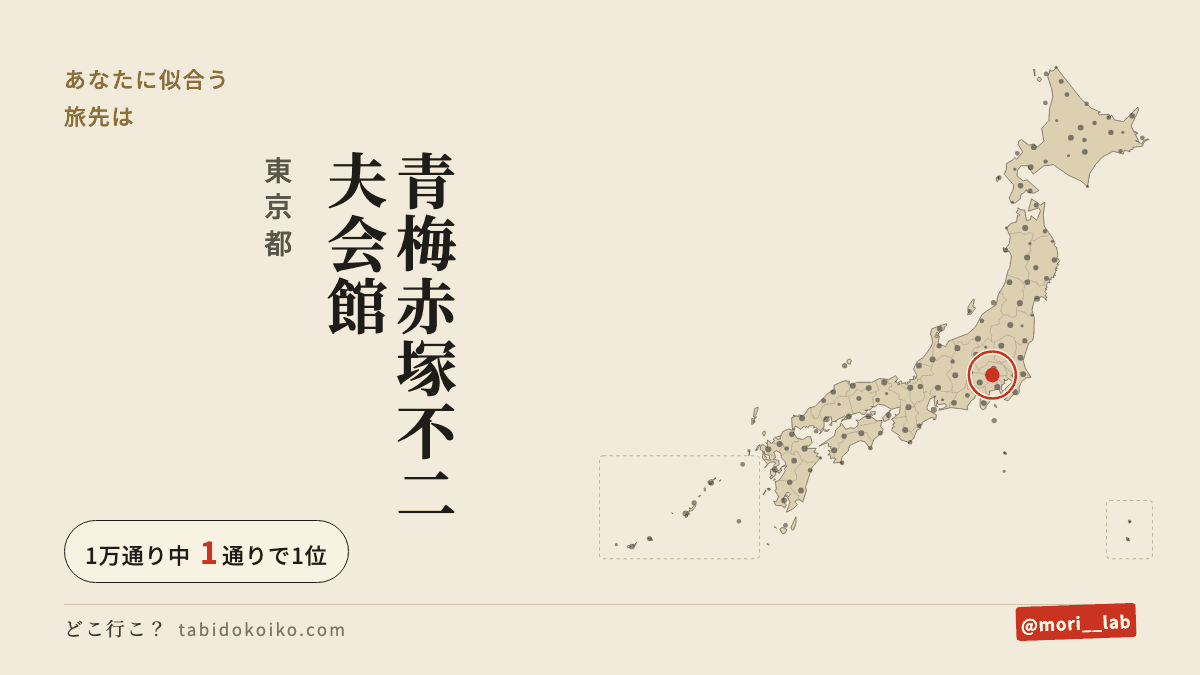 あなたに似合う
旅先は
青梅赤塚不二
夫会館
東京都
1万通り中 1通りで1位
どこ行こ？ tabidokoiko.com
@mori__lab